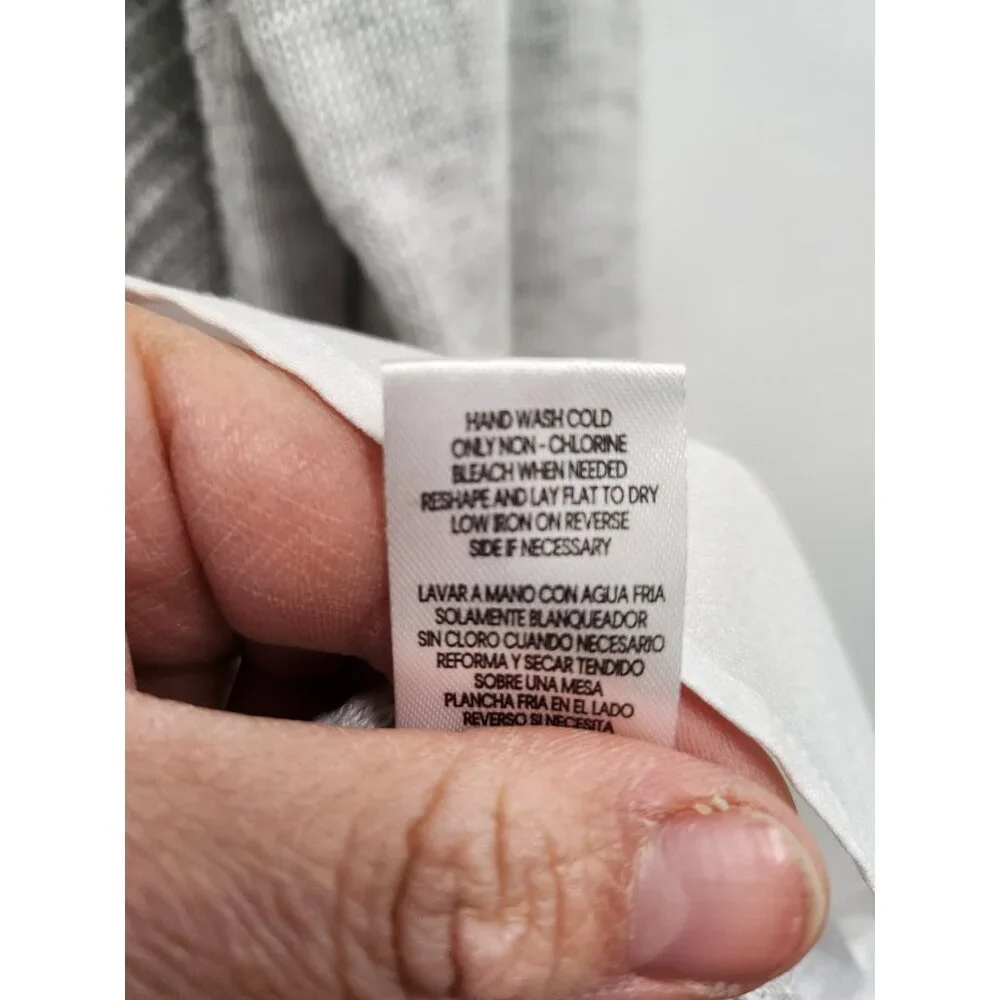 HAND WASH COLD
ONLY NON - CHLORINE
BLEACH WHEN NEEDED
RESHAPE AND LAY FLAT TO DRY
LOW IRON ON REVERSE
SIDE IF NECESSARY
LAVAR A MANO CON AGUA FRIA
SOLAMENTE BLANQUEADOR
SIN CLORO CUANDO NECESARIO
REFORMA Y SECAR TENDIDO
SOBRE UNA MESA
PLANCHA FRIA EN EL LADO
REVERSO SI NECESITA